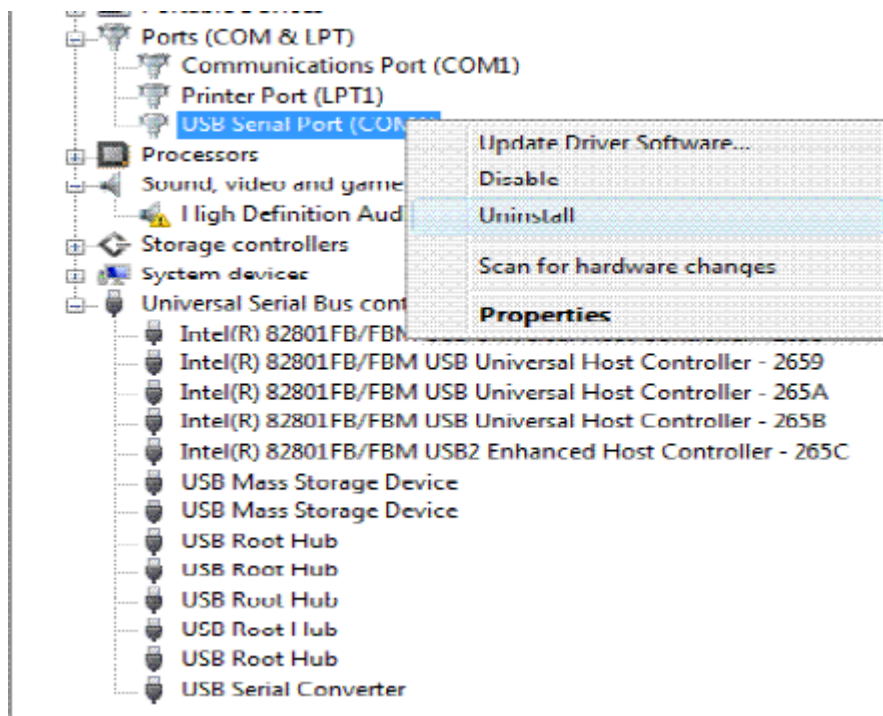 Ports (COM & LPT)
Communications Port (COM1)
Printer Port (LPT1)
USB Serial Port
Update Driver Software...
Processors
Disable
Sound, video and game
Uninstall
High Definition Aud
Storage controllers
Scan for hardware changes
System devices
Universal Serial Bus cont
Properties
Intel(R) 82801FB/FBM
Intel(R) 82801FB/FBM USB Universal Host Controller - 2659
Intel(R) 82801FB/FBM USB Universal Host Controller - 265A
Intel(R) 82801FB/FBM USB Universal Host Controller - 265B
Intel(R) 82801FB/FBM USB2 Enhanced Host Controller - 265C
USB Mass Storage Device
USB Mass Storage Device
USB Root Hub
USB Root Hub
USB Root Hub
USB Root Hub
USB Root Hub
USB Serial Converter